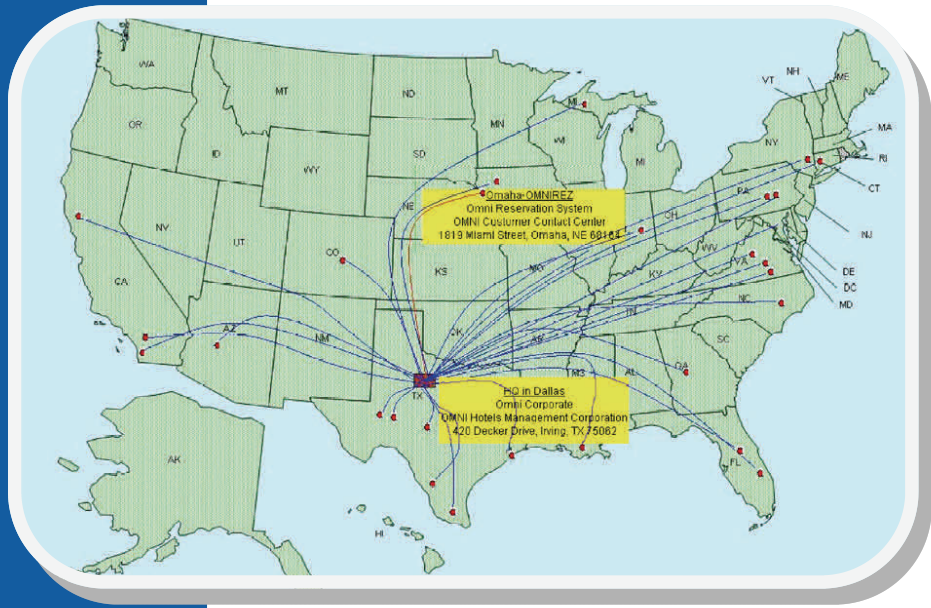 WA
MT
ND
MN
MI
ME
NH
VT
OR
ID
WY
SD
WI
MI
NY
MA
RI
CT
NV
UT
CO
NE
Omaha-OMNIREZ
Omni Reservation System
OMNI Customer Contact Center
1819 Miami Street, Omaha, NE 68164
OH
PA
NJ
CA
KS
KY
WV
VA
DE
DC
MD
AZ
NM
OK
AR
TN
NC
SC
TX
MS
AL
GA
HQ in Dallas
Omni Corporate
OMNI Hotels Management Corporation
420 Decker Drive, Irving, TX 75062
FL
AK
HI